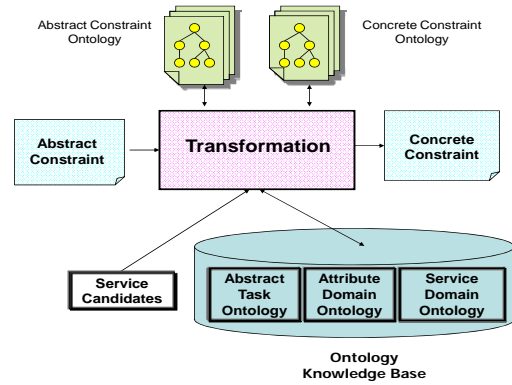 Abstract Constraint
Ontology
Concrete Constraint
Ontology
Abstract
Constraint
Transformation
Concrete
Constraint
Service
Candidates
Abstract
Task
Ontology
Attribute
Domain
Ontology
Service
Domain
Ontology
Ontology
Knowledge Base